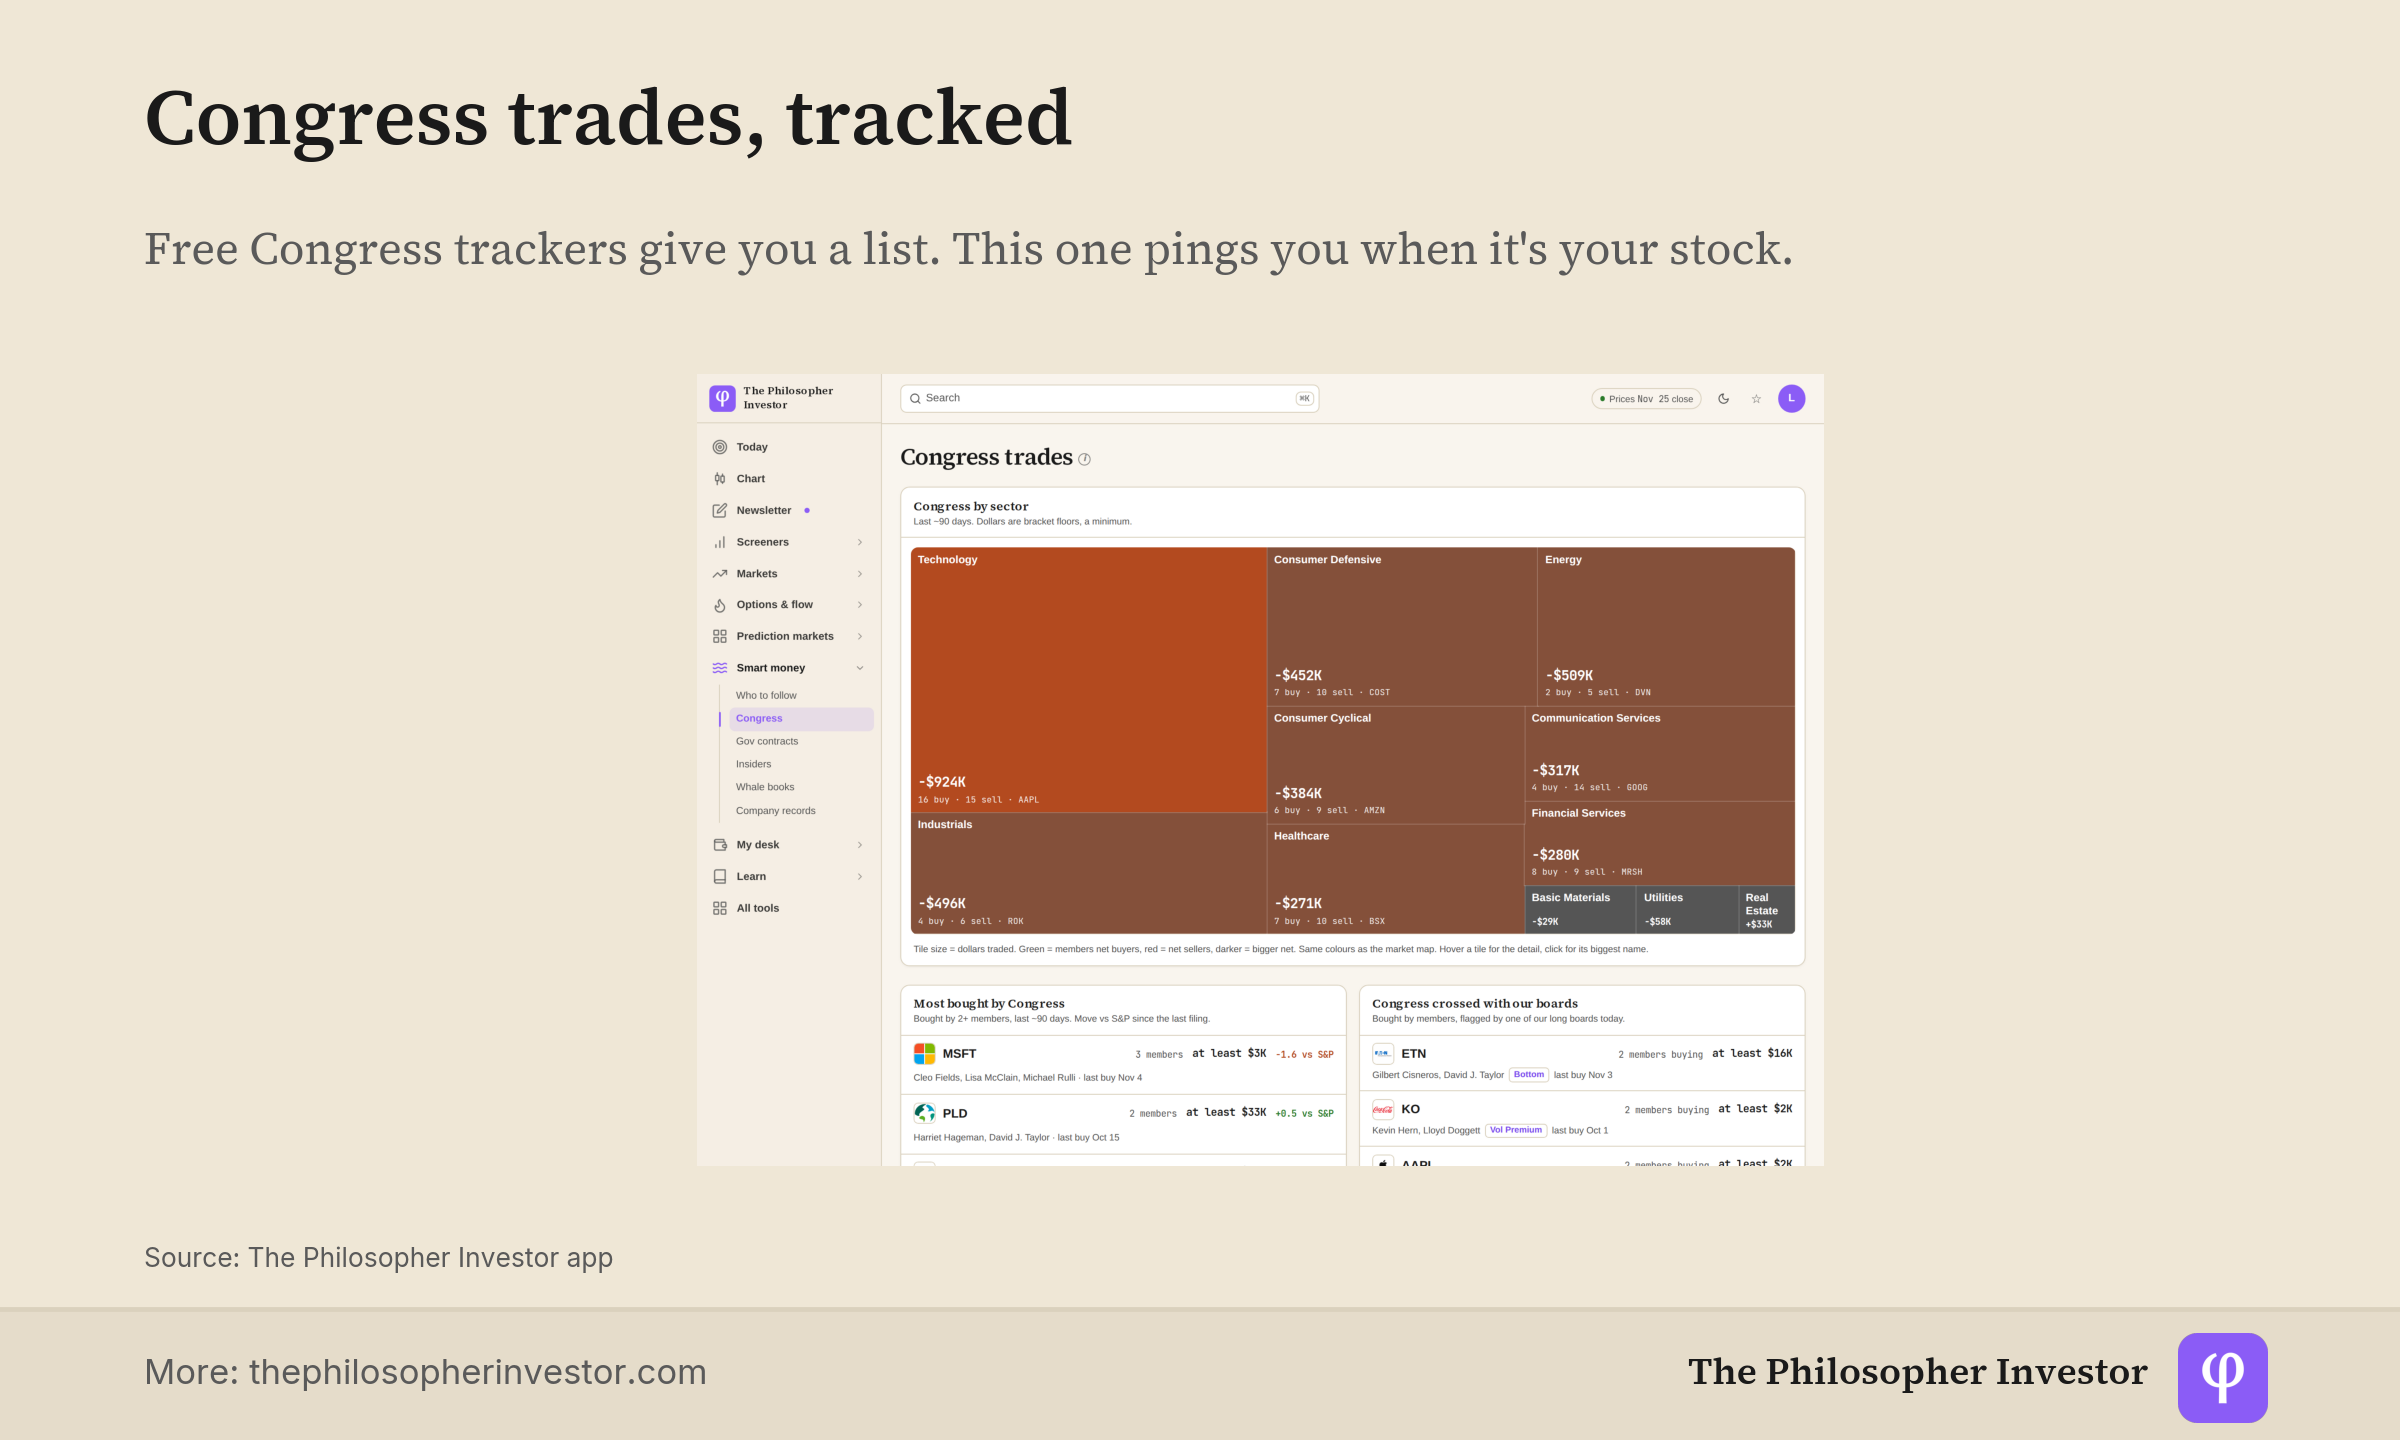 Congress trades, tracked
Free Congress trackers give you a list. This one pings you when it's your stock.
φ
The Philosopher
Investor
Today
Chart
Newsletter
Screeners
Markets
Options & flow
Prediction markets
Smart money
Who to follow
Congress
Gov contracts
Insiders
Whale books
Company records
My desk
Learn
All tools
Search
⌘K
Prices Nov 25 close
L
Congress trades
Congress by sector
Last ~90 days. Dollars are bracket floors, a minimum.
Technology
-$924K
16 buy · 15 sell · AAPL
Industrials
-$496K
4 buy · 6 sell · ROK
Consumer Defensive
-$452K
7 buy · 10 sell · COST
Energy
-$509K
2 buy · 5 sell · DVN
Consumer Cyclical
-$384K
6 buy · 9 sell · AMZN
Communication Services
-$317K
4 buy · 14 sell · GOOG
Healthcare
-$271K
7 buy · 10 sell · BSX
Financial Services
-$280K
8 buy · 9 sell · MRSH
Basic Materials
-$29K
Utilities
-$58K
Real
Estate
+$33K
Tile size = dollars traded. Green = members net buyers, red = net sellers, darker = bigger net. Same colours as the market map. Hover a tile for the detail, click for its biggest name.
Most bought by Congress
Bought by 2+ members, last ~90 days. Move vs S&P since the last filing.
MSFT 3 members at least $3K -1.6 vs S&P
Cleo Fields, Lisa McClain, Michael Rulli · last buy Nov 4
PLD 2 members at least $33K +0.5 vs S&P
Harriet Hageman, David J. Taylor · last buy Oct 15
Congress crossed with our boards
Bought by members, flagged by one of our long boards today.
ETN 2 members buying at least $16K
Gilbert Cisneros, David J. Taylor Bottom last buy Nov 3
KO 2 members buying at least $2K
Kevin Hern, Lloyd Doggett Vol Premium last buy Oct 1
AAPL 2 members buying at least $2K
Source: The Philosopher Investor app
More: thephilosopherinvestor.com
The Philosopher Investor φ